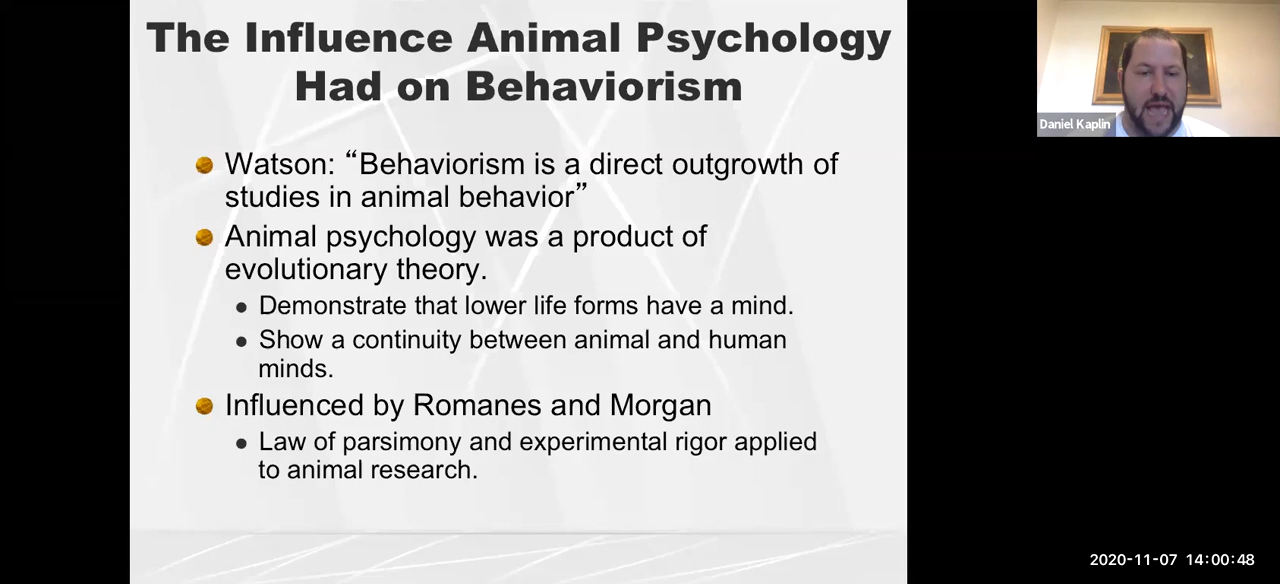 The Influence Animal Psychology
Had on Behaviorism
Watson: “Behaviorism is a direct outgrowth of
studies in animal behavior”
Animal psychology was a product of
evolutionary theory.
Demonstrate that lower life forms have a mind.
Show a continuity between animal and human
minds.
Influenced by Romanes and Morgan
Law of parsimony and experimental rigor applied
to animal research.
Daniel Kaplin
2020-11-07 14:00:48